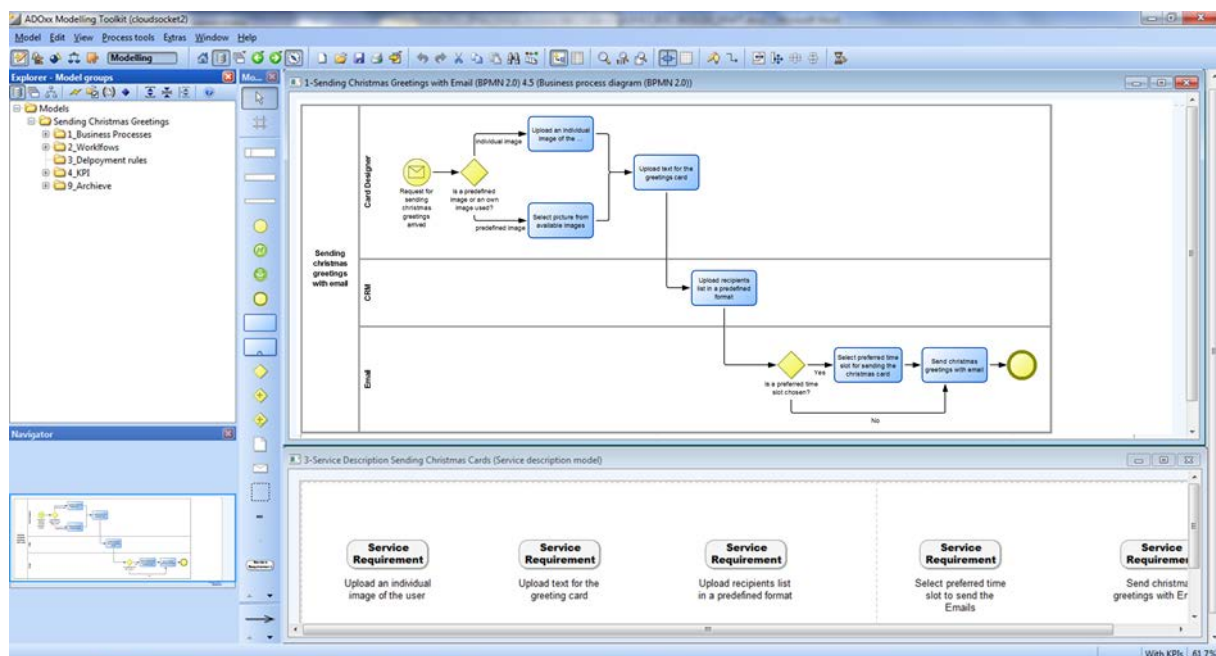 ADOxx Modelling Toolkit (cloudsocket2)
Model Edit View Process tools Extras Window Help
Modelling
Explorer - Model groups
Mo...
Models
Sending Christmas Greetings
1_Business Processes
2_Worklfows
3_Delpoyment rules
4_KPI
9_Archieve
Navigator
Service
Requirement
1-Sending Christmas Greetings with Email (BPMN 2.0) 4.5 (Business process diagram (BPMN 2.0))
Sending
christmas
greetings
with email
Card Designer
Request for
sending
christmas
greetings
arrived
Is a predefined
image or an own
image used?
individual image
Upload an individual
image of the ...
predefined image
Select picture from
available images
Upload text for the
greetings card
CRM
Upload recipients
list in a predefined
format
Email
Is a preferred time
slot chosen?
Yes
Select preferred time
slot for sending the
christmas card
Send christmas
greetings with email
No
3-Service Description Sending Christmas Cards (Service description model)
Service
Requirement
Upload an individual
image of the user
Service
Requirement
Upload text for the
greeting card
Service
Requirement
Upload recipients list
in a predefined format
Service
Requirement
Select preferred time
slot to send the
Emails
Service
Requireme
Send christma
greetings with Er
With KPIs 61.7%